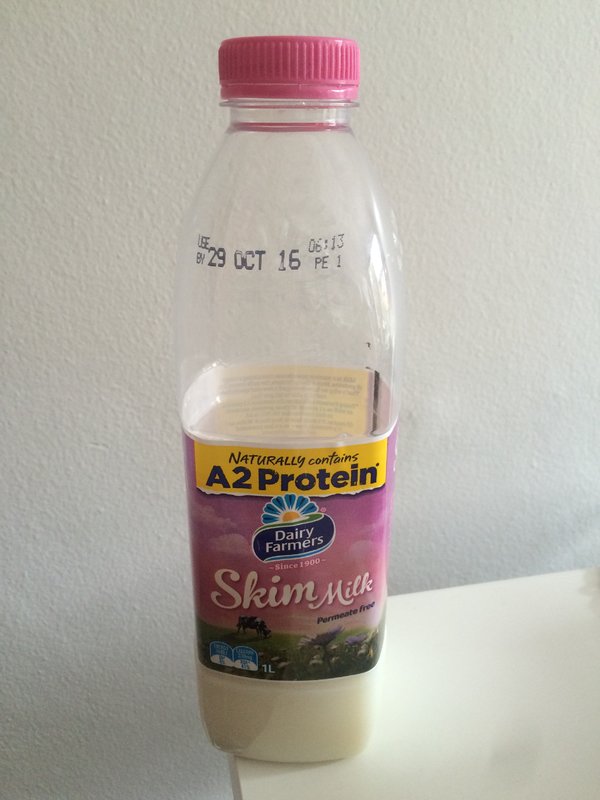 USE 06:13
BY 29 OCT 16 PE 1
NATURALLY contains
A2 Protein*
Dairy
Farmers
®
~ Since 1900 ~
Skim Milk
Permeate Free
1L